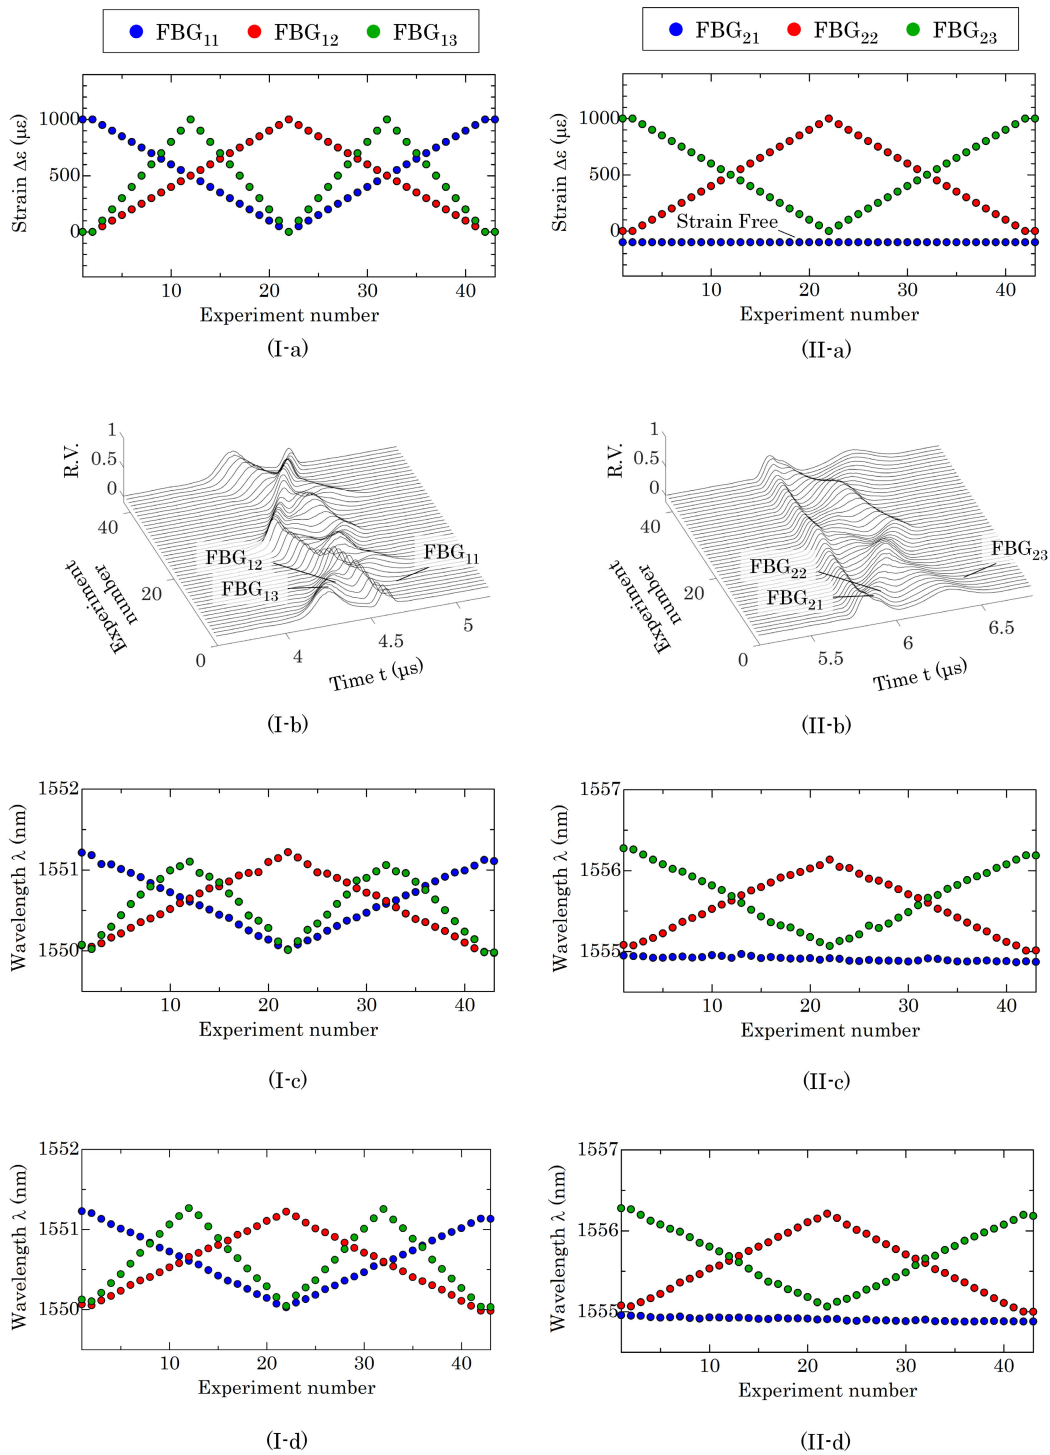 FBG₁₁ FBG₁₂ FBG₁₃
FBG₂₁ FBG₂₂ FBG₂₃
Strain Δε (με)
1000
500
0
10 20 30 40
Experiment number
(I-a)
Strain Δε (με)
1000
500
0
Strain Free
10 20 30 40
Experiment number
(II-a)
R.V.
1
0.5
0
40
20
0
Experiment
number
FBG₁₂
FBG₁₃
FBG₁₁
4
4.5
5
Time t (μs)
(I-b)
R.V.
1
0.5
0
40
20
0
Experiment
number
FBG₂₂
FBG₂₁
FBG₂₃
5.5
6
6.5
Time t (μs)
(II-b)
Wavelength λ (nm)
1552
1551
1550
10 20 30 40
Experiment number
(I-c)
Wavelength λ (nm)
1557
1556
1555
10 20 30 40
Experiment number
(II-c)
Wavelength λ (nm)
1552
1551
1550
10 20 30 40
Experiment number
(I-d)
Wavelength λ (nm)
1557
1556
1555
10 20 30 40
Experiment number
(II-d)